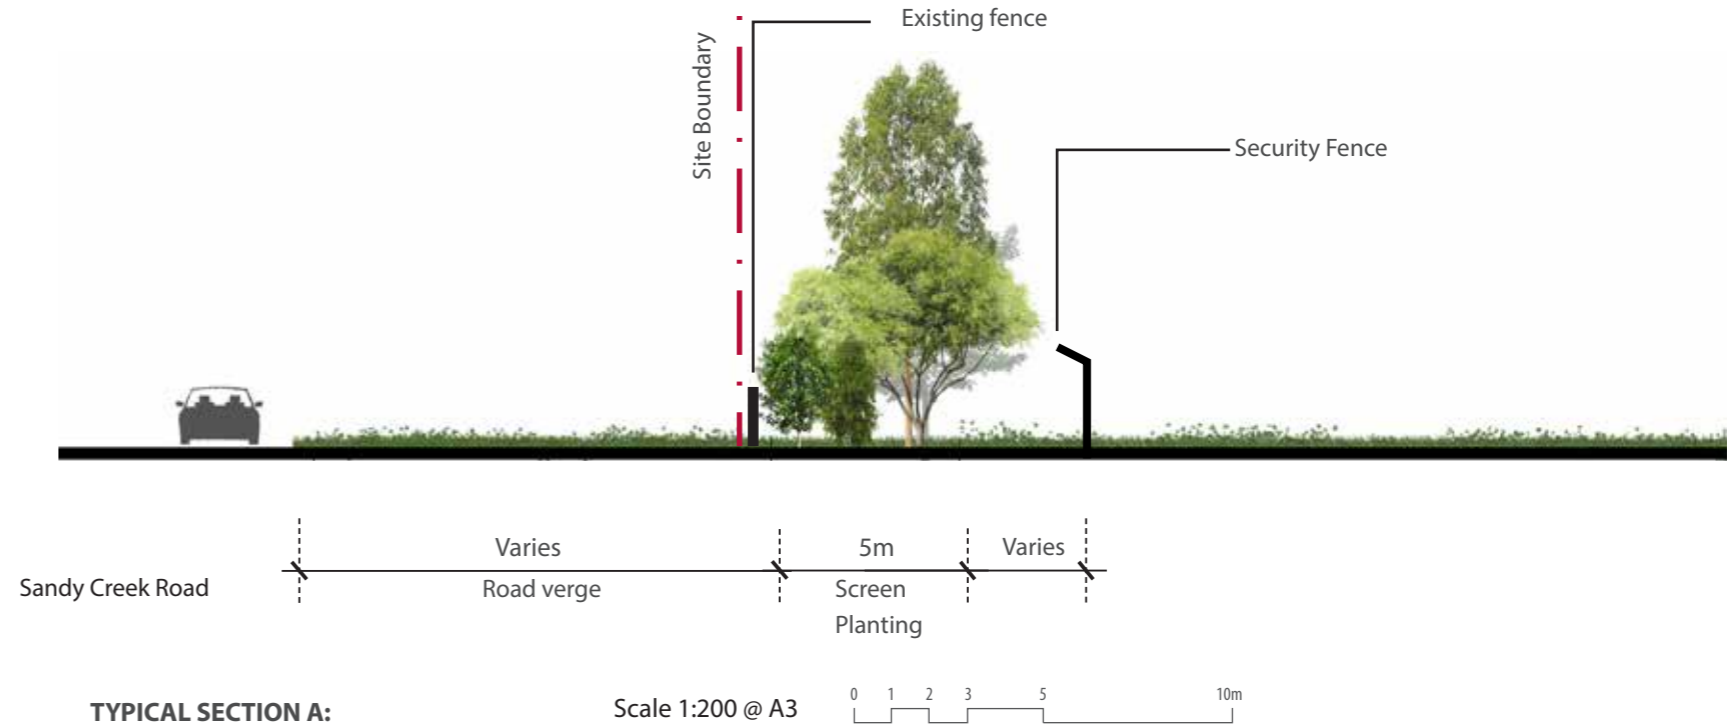 Existing fence
Site Boundary
Security Fence
Varies
5m
Varies
Sandy Creek Road
Road verge
Screen
Planting
TYPICAL SECTION A:
Scale 1:200 @ A3
0 1 2 3 5 10m